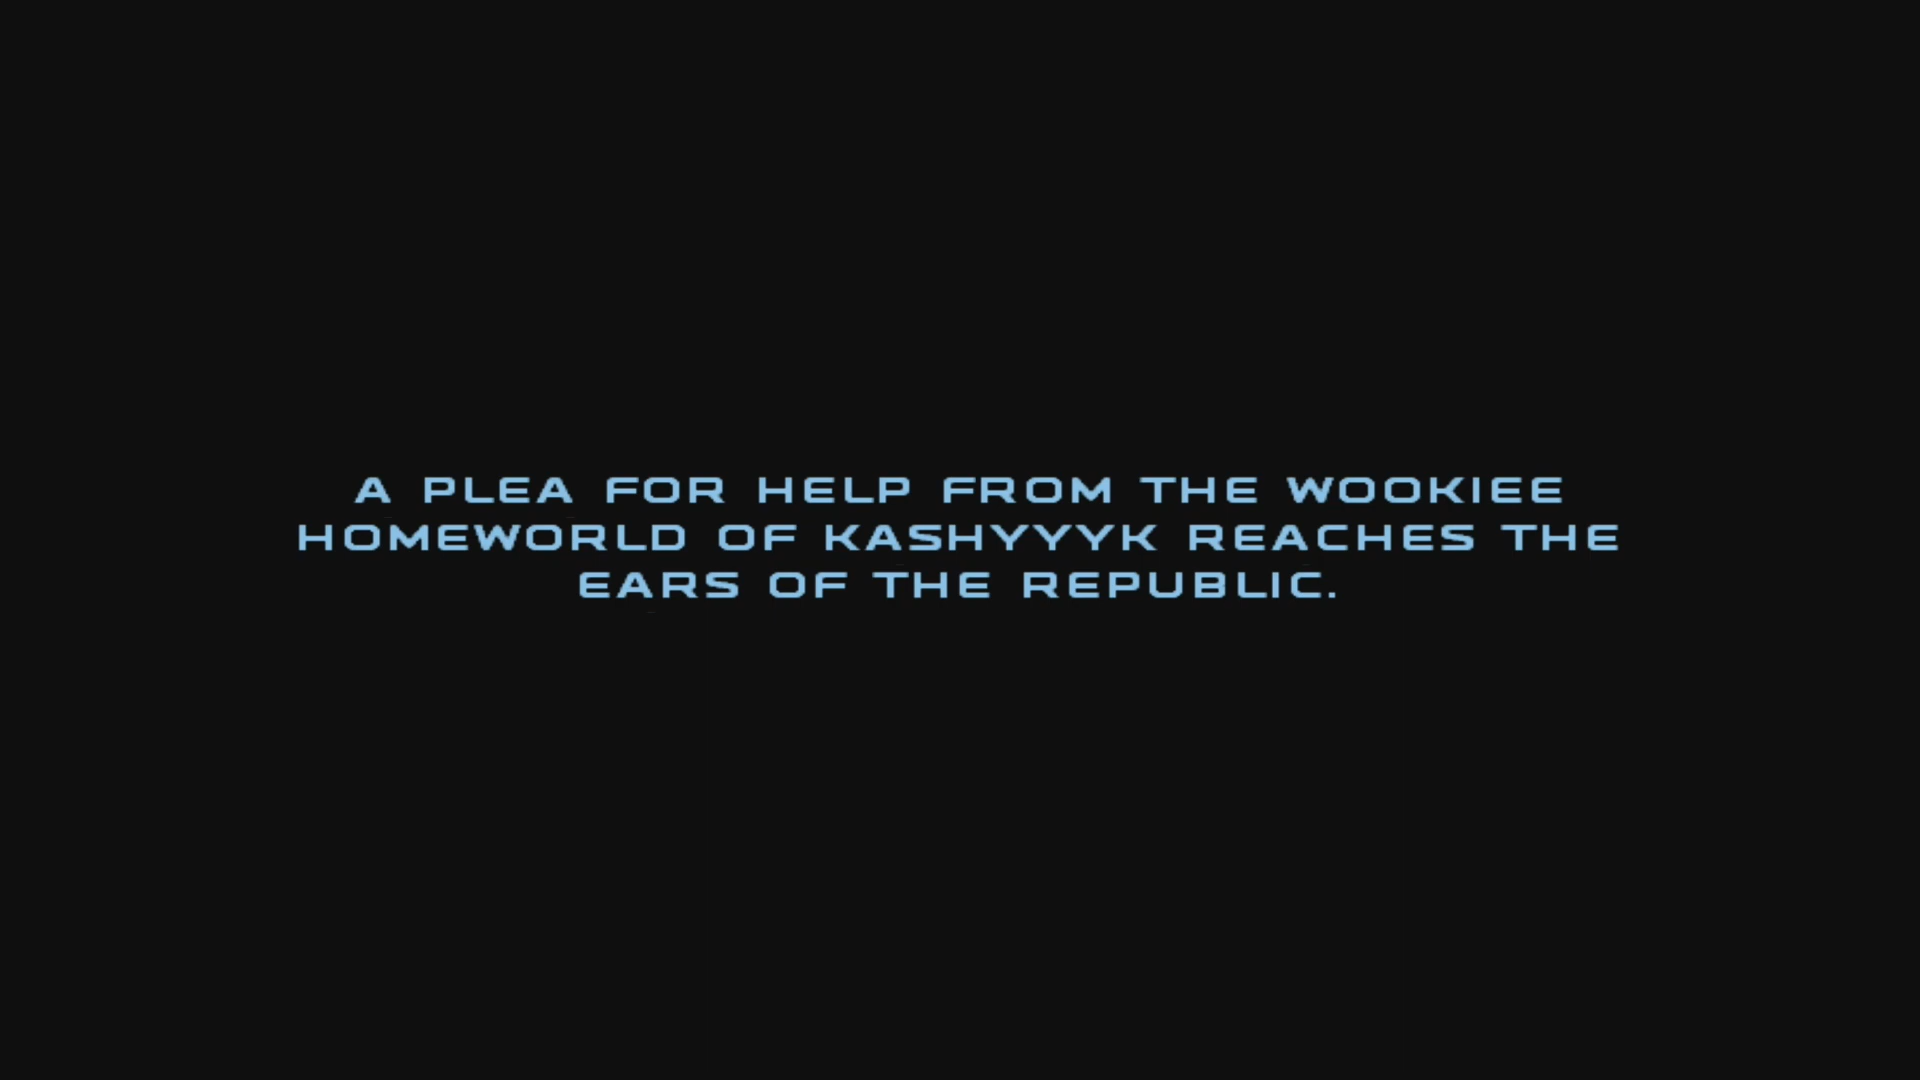 A PLEA FOR HELP FROM THE WOOKIEE
HOMEWORLD OF KASHYYYK REACHES THE
EARS OF THE REPUBLIC.